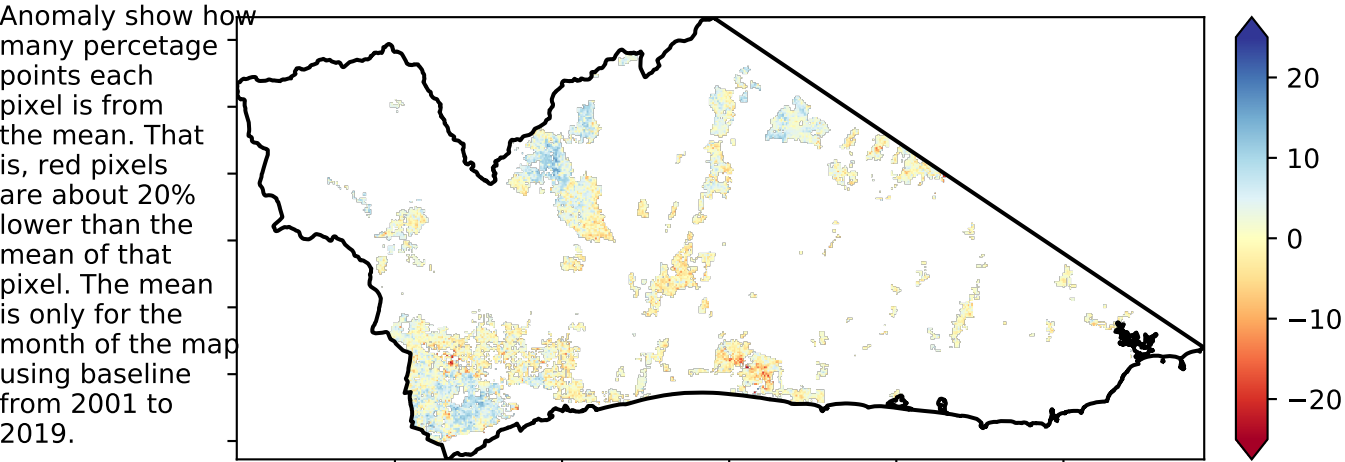 Anomaly show how
many percetage
points each
pixel is from
the mean. That
is, red pixels
are about 20%
lower than the
mean of that
pixel. The mean
is only for the
month of the map
using baseline
from 2001 to
2019.
20
10
0
−10
−20